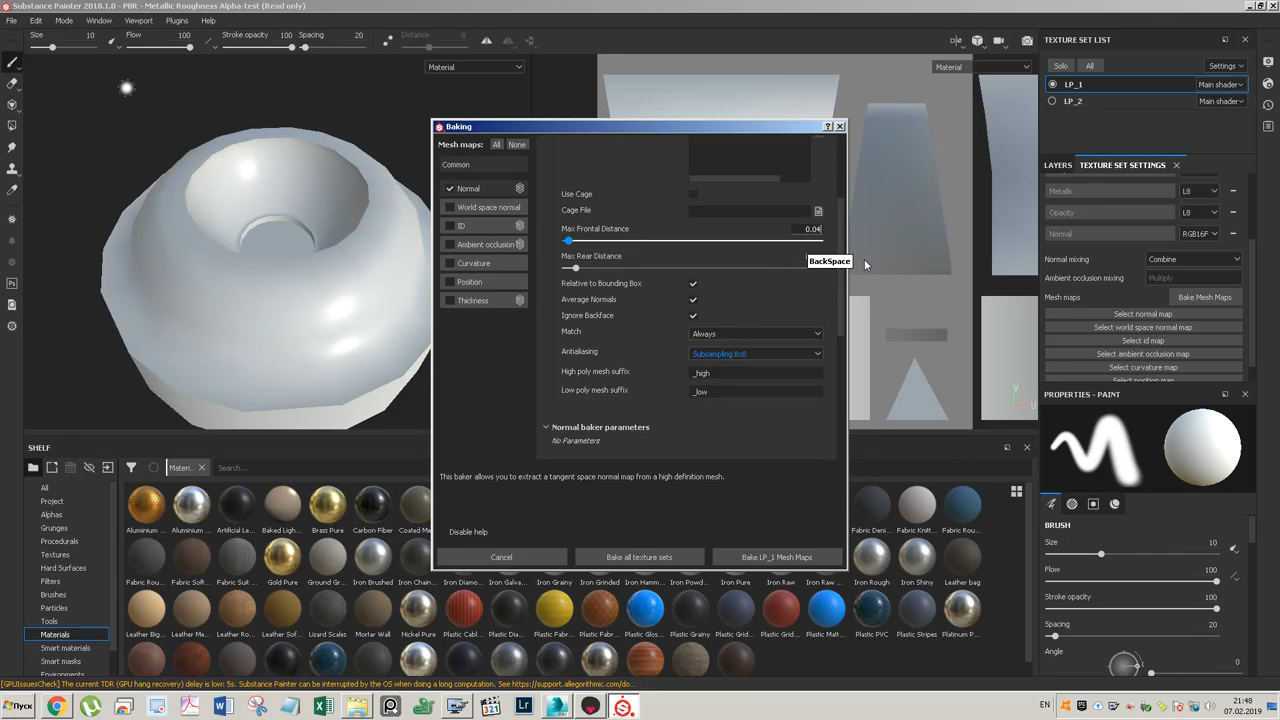 Substance Painter 2018.1.0 - PBR - Metallic Roughness Alpha-test (Read only)
File Edit Mode Window Viewport Plugins Help
Size 10 Flow 100 Stroke opacity 100 Spacing 20 Distance 8
Material
Material
TEXTURE SET LIST
Solo All Settings
LP_1 Main shader
LP_2 Main shader
LAYERS TEXTURE SET SETTINGS
Metallic L8
Opacity L8
Normal RGB16F
Normal mixing Combine
Ambient occlusion mixing Multiply
Mesh maps Bake Mesh Maps
Select normal map
Select world space normal map
Select id map
Select ambient occlusion map
Select curvature map
Select position map
PROPERTIES - PAINT
BRUSH
Size 10
Flow 100
Stroke opacity 100
Spacing 20
Angle 0
Baking
Mesh maps: All None
Common
Normal
World space normal
ID
Ambient occlusion
Curvature
Position
Thickness
Use Cage
Cage File
Max Frontal Distance 0.04
Max Rear Distance
BackSpace
Relative to Bounding Box
Average Normals
Ignore Backface
Match Always
Antialiasing Subsampling 8x8
High poly mesh suffix _high
Low poly mesh suffix _low
Normal baker parameters
No Parameters
This baker allows you to extract a tangent space normal map from a high definition mesh.
Disable help
Cancel Bake all texture sets Bake LP_1 Mesh Maps
SHELF
Materi... Search...
All
Project
Alphas
Grunges
Procedurals
Textures
Hard Surfaces
Filters
Brushes
Particles
Tools
Materials
Smart materials
Smart masks
Environments
Aluminium ... Aluminium ... Artificial Le... Baked Ligh... Brass Pure Carbon Fiber Coated Me... Fabric Deni... Fabric Knitt... Fabric Rou...
Fabric Rou... Fabric Soft... Fabric Suit ... Gold Pure Ground Gr... Iron Brushed Iron Chain... Iron Diamo... Iron Galva... Iron Grainy Iron Grinded Iron Hamm... Iron Powd... Iron Pure Iron Raw Iron Raw ... Iron Rough Iron Shiny Leather bag
Leather Big... Leather Me... Leather Ro... Leather Sof... Lizard Scales Mortar Wall Nickel Pure Plastic Cabl... Plastic Dia... Plastic Fabr... Plastic Glos... Plastic Grainy Plastic Grid... Plastic Grid... Plastic Matt... Plastic PVC Plastic Stripes Platinum P...
[GPUIssuesCheck] The current TDR (GPU hang recovery) delay is low: 5s. Substance Painter can be interrupted by the OS when doing a long computation. See https://support.allegorithmic.com/do...
Пуск
EN 21:48
07.02.2019